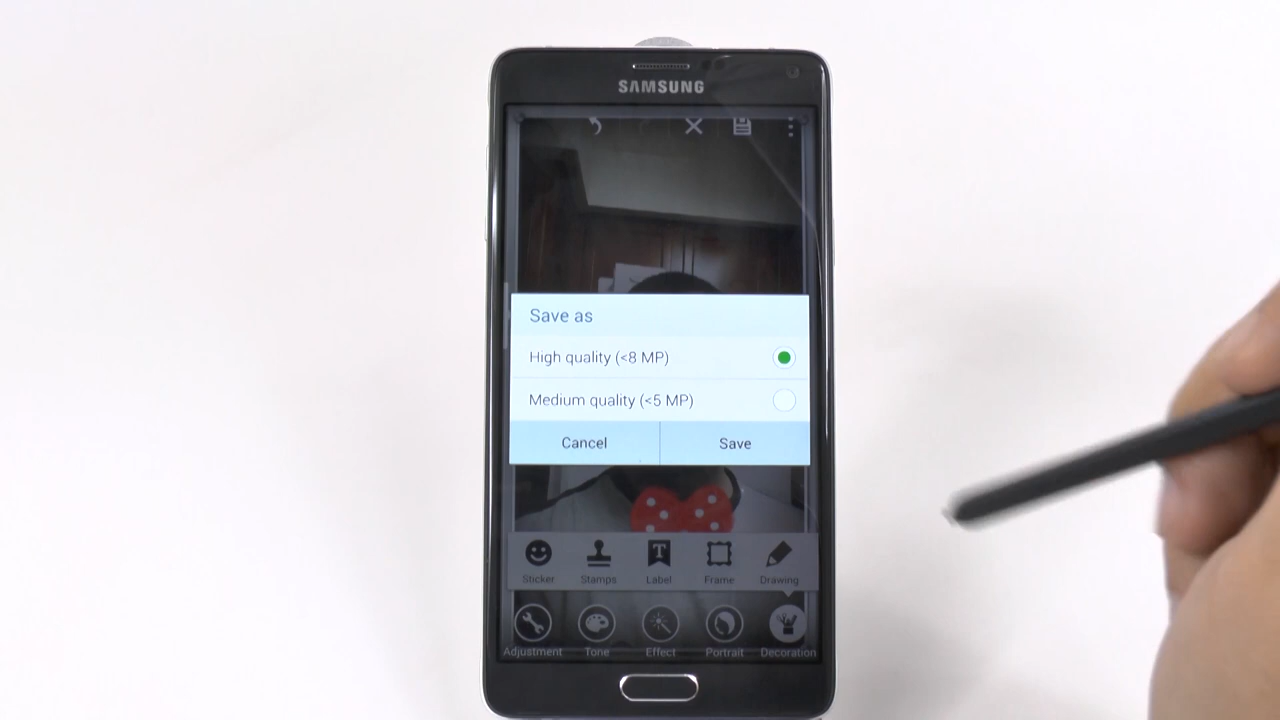 SAMSUNG
Save as
High quality (<8 MP)
Medium quality (<5 MP)
Cancel Save
Sticker Stamps Label Frame Drawing
Adjustment Tone Effect Portrait Decoration